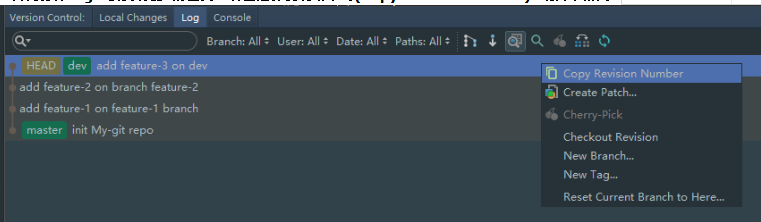 Version Control: Local Changes Log Console
Branch: All User: All Date: All Paths: All
HEAD dev add feature-3 on dev
add feature-2 on branch feature-2
add feature-1 on feature-1 branch
master init My-git repo
Copy Revision Number
Create Patch...
Cherry-Pick
Checkout Revision
New Branch...
New Tag...
Reset Current Branch to Here...